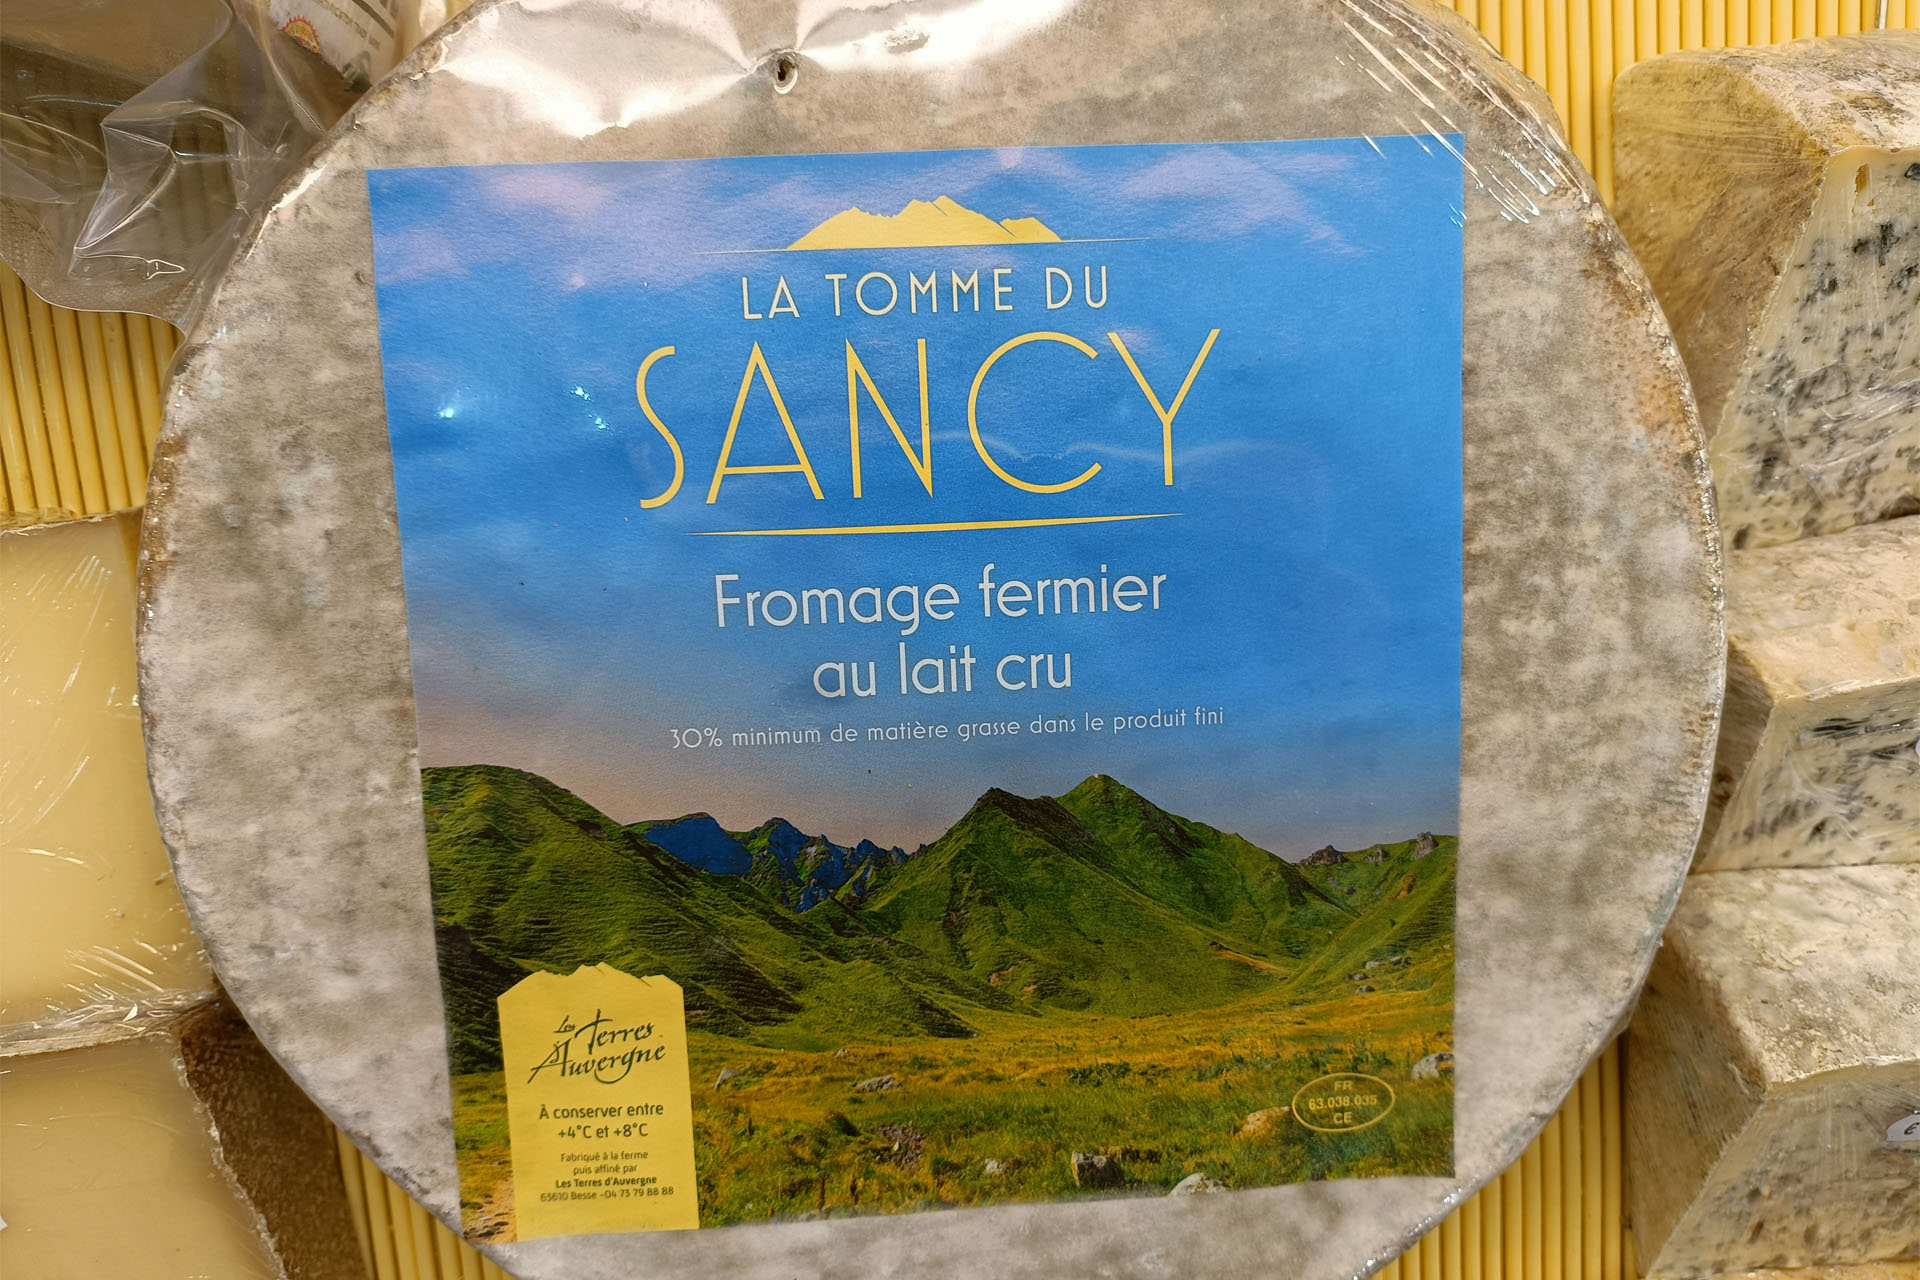 LA TOMME DU
SANCY
Fromage fermier
au lait cru
30% minimum de matière grasse dans le produit fini
Les Terres
d'Auvergne
À conserver entre
+4°C et +8°C
Fabriqué à la ferme
puis affiné par
Les Terres d'Auvergne
63610 Besse -04 73 79 88 88
FR
63.038.035
CE